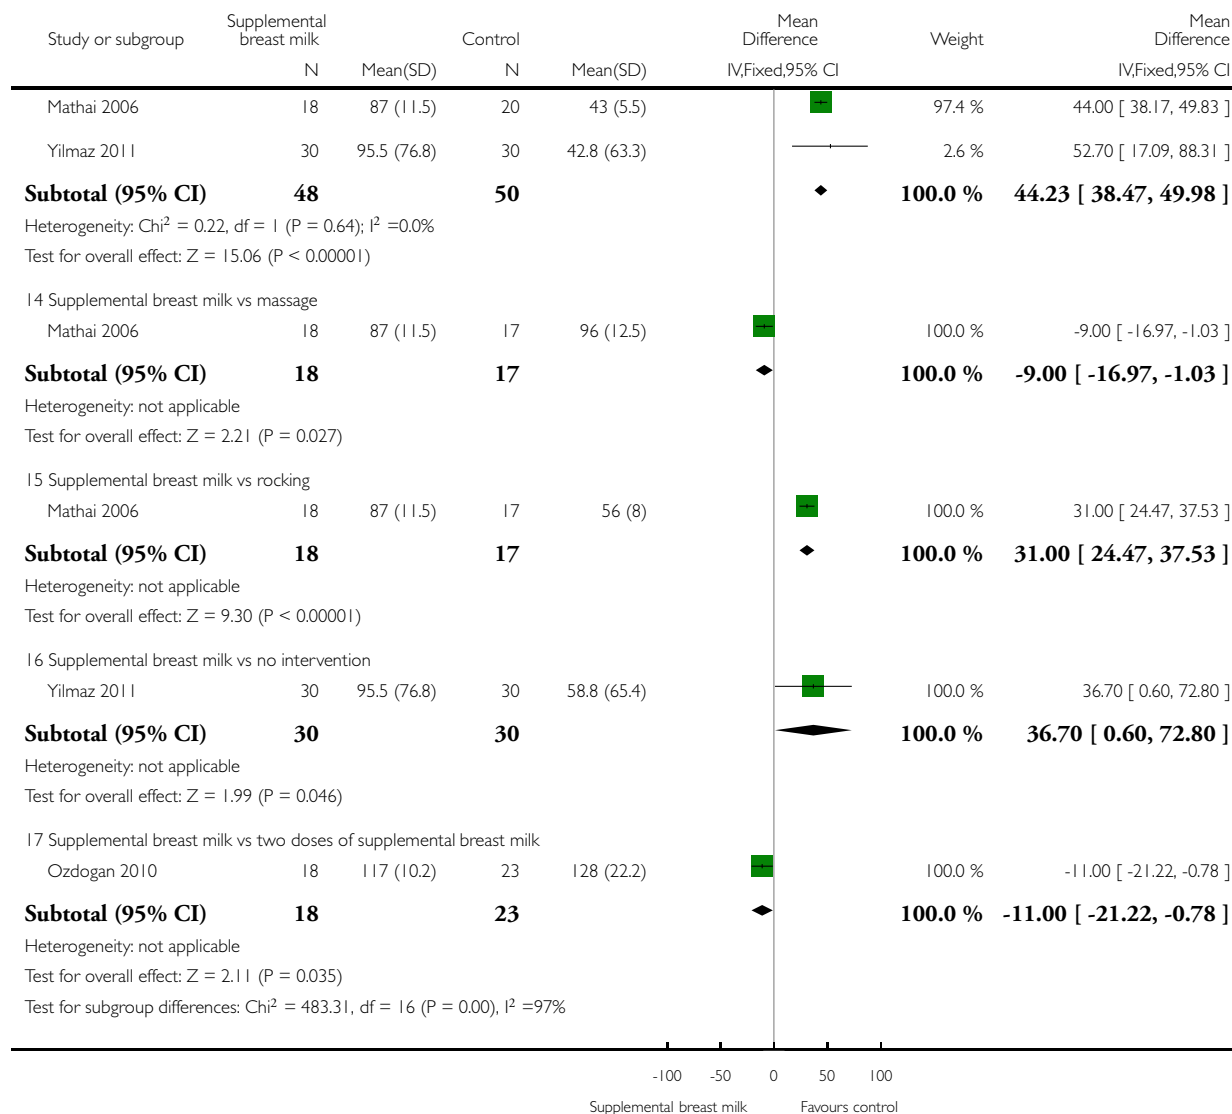 Study or subgroup Supplemental breast milk Control Mean Difference Weight Mean Difference
N Mean(SD) N Mean(SD) IV,Fixed,95% CI IV,Fixed,95% CI
Mathai 2006 18 87 (11.5) 20 43 (5.5) 97.4 % 44.00 [ 38.17, 49.83 ]
Yilmaz 2011 30 95.5 (76.8) 30 42.8 (63.3) 2.6 % 52.70 [ 17.09, 88.31 ]
Subtotal (95% CI) 48 50 100.0 % 44.23 [ 38.47, 49.98 ]
Heterogeneity: Chi² = 0.22, df = 1 (P = 0.64); I² =0.0%
Test for overall effect: Z = 15.06 (P < 0.00001)
14 Supplemental breast milk vs massage
Mathai 2006 18 87 (11.5) 17 96 (12.5) 100.0 % -9.00 [ -16.97, -1.03 ]
Subtotal (95% CI) 18 17 100.0 % -9.00 [ -16.97, -1.03 ]
Heterogeneity: not applicable
Test for overall effect: Z = 2.21 (P = 0.027)
15 Supplemental breast milk vs rocking
Mathai 2006 18 87 (11.5) 17 56 (8) 100.0 % 31.00 [ 24.47, 37.53 ]
Subtotal (95% CI) 18 17 100.0 % 31.00 [ 24.47, 37.53 ]
Heterogeneity: not applicable
Test for overall effect: Z = 9.30 (P < 0.00001)
16 Supplemental breast milk vs no intervention
Yilmaz 2011 30 95.5 (76.8) 30 58.8 (65.4) 100.0 % 36.70 [ 0.60, 72.80 ]
Subtotal (95% CI) 30 30 100.0 % 36.70 [ 0.60, 72.80 ]
Heterogeneity: not applicable
Test for overall effect: Z = 1.99 (P = 0.046)
17 Supplemental breast milk vs two doses of supplemental breast milk
Ozdogan 2010 18 117 (10.2) 23 128 (22.2) 100.0 % -11.00 [ -21.22, -0.78 ]
Subtotal (95% CI) 18 23 100.0 % -11.00 [ -21.22, -0.78 ]
Heterogeneity: not applicable
Test for overall effect: Z = 2.11 (P = 0.035)
Test for subgroup differences: Chi² = 483.31, df = 16 (P = 0.00), I² =97%
-100 -50 0 50 100
Supplemental breast milk Favours control